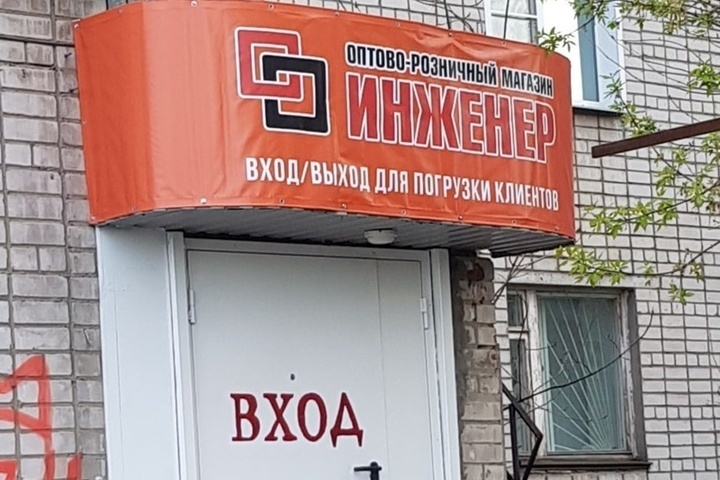 ОПТОВО-РОЗНИЧНЫЙ МАГАЗИН
ИНЖЕНЕР
ВХОД/ВЫХОД ДЛЯ ПОГРУЗКИ КЛИЕНТОВ
ВХОД